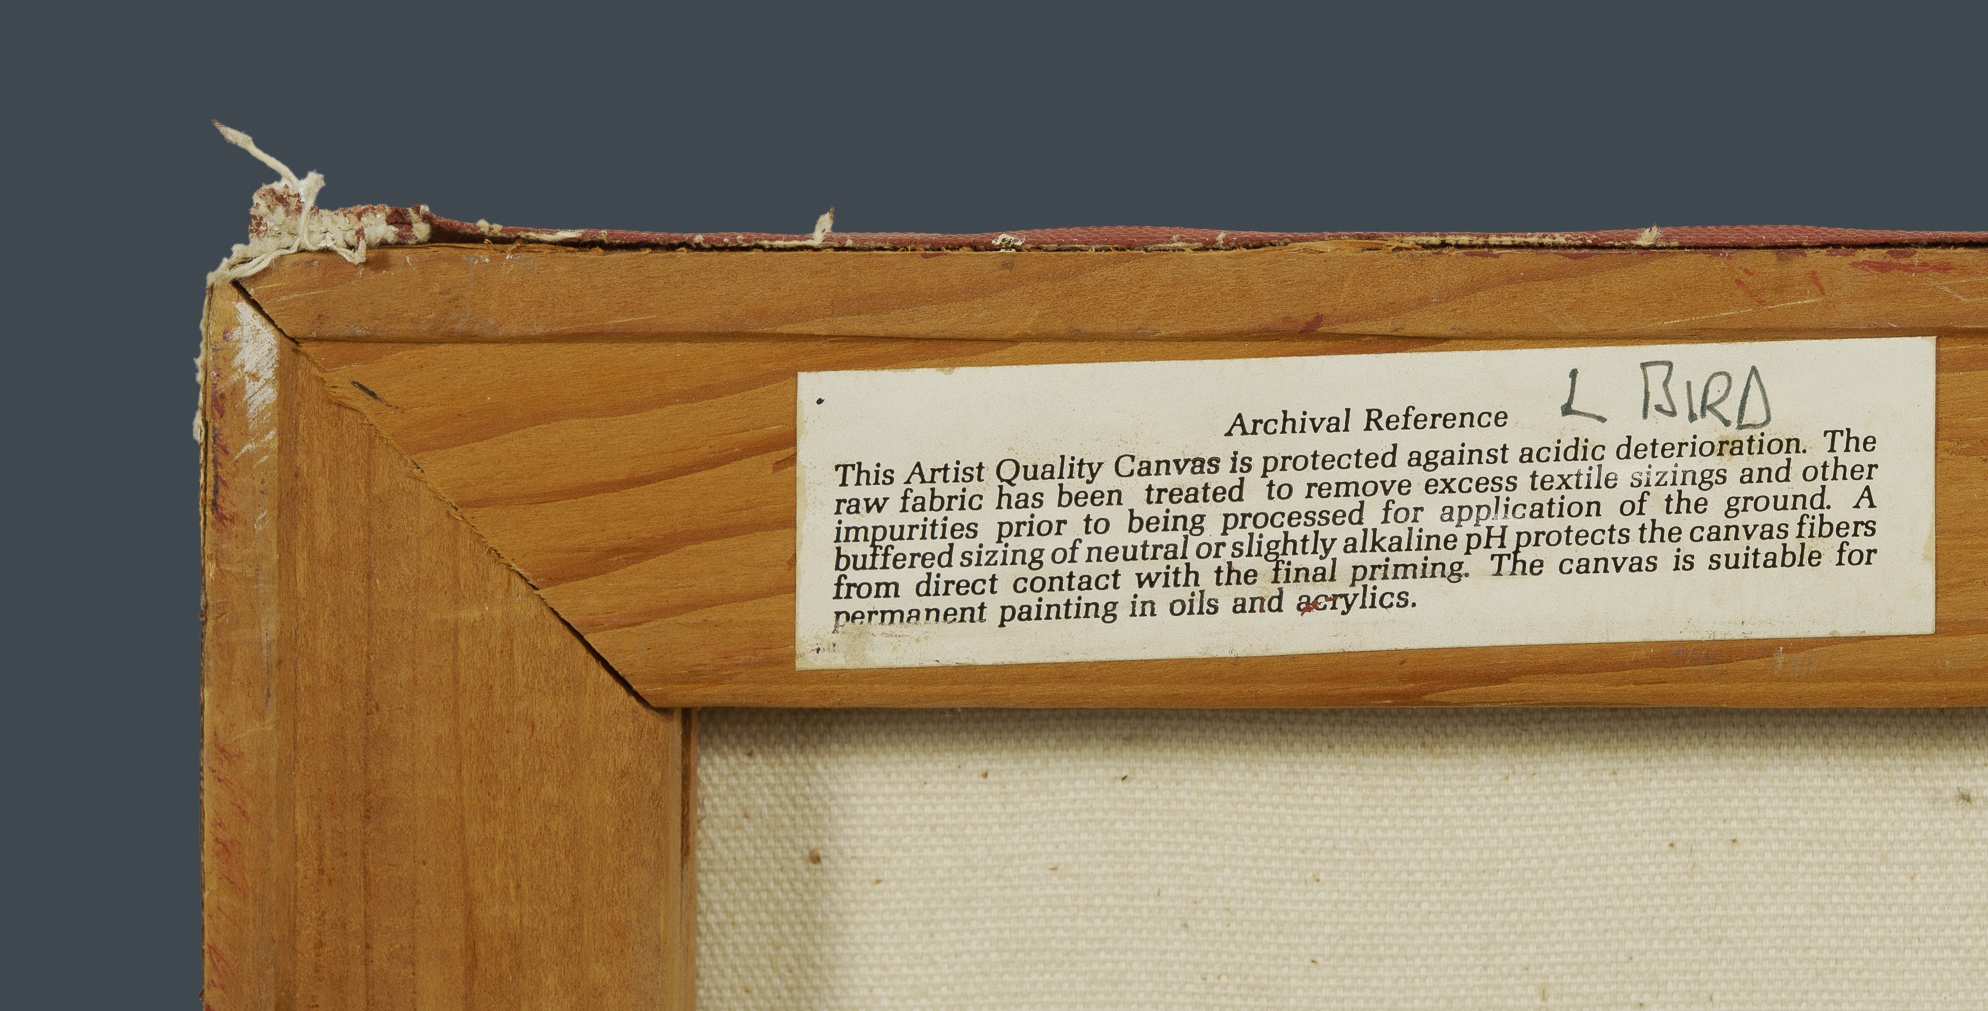 L BIRD
Archival Reference
This Artist Quality Canvas is protected against acidic deterioration. The
raw fabric has been treated to remove excess textile sizings and other
impurities prior to being processed for application of the ground. A
buffered sizing of neutral or slightly alkaline pH protects the canvas fibers
from direct contact with the final priming. The canvas is suitable for
permanent painting in oils and acrylics.